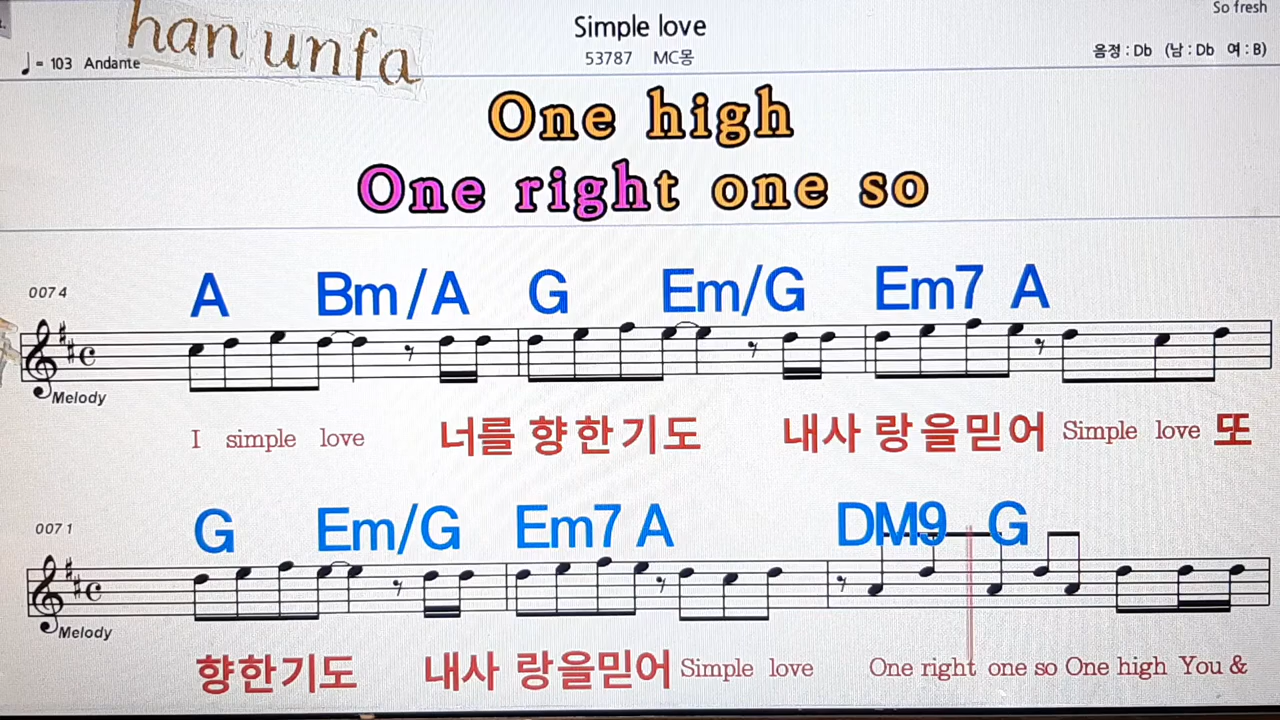 So fresh
Simple love
han unfa
♩= 103 Andante
53787 MC몽
음정 : Db (남 : Db 여 : B)
One high
One right one so
0074
A Bm/A G Em/G Em7 A
Melody
I simple love 너를 향한기도 내사 랑을믿어 Simple love 또
0071
G Em/G Em7 A DM9 G
Melody
향한기도 내사 랑을믿어 Simple love One right one so One high You &